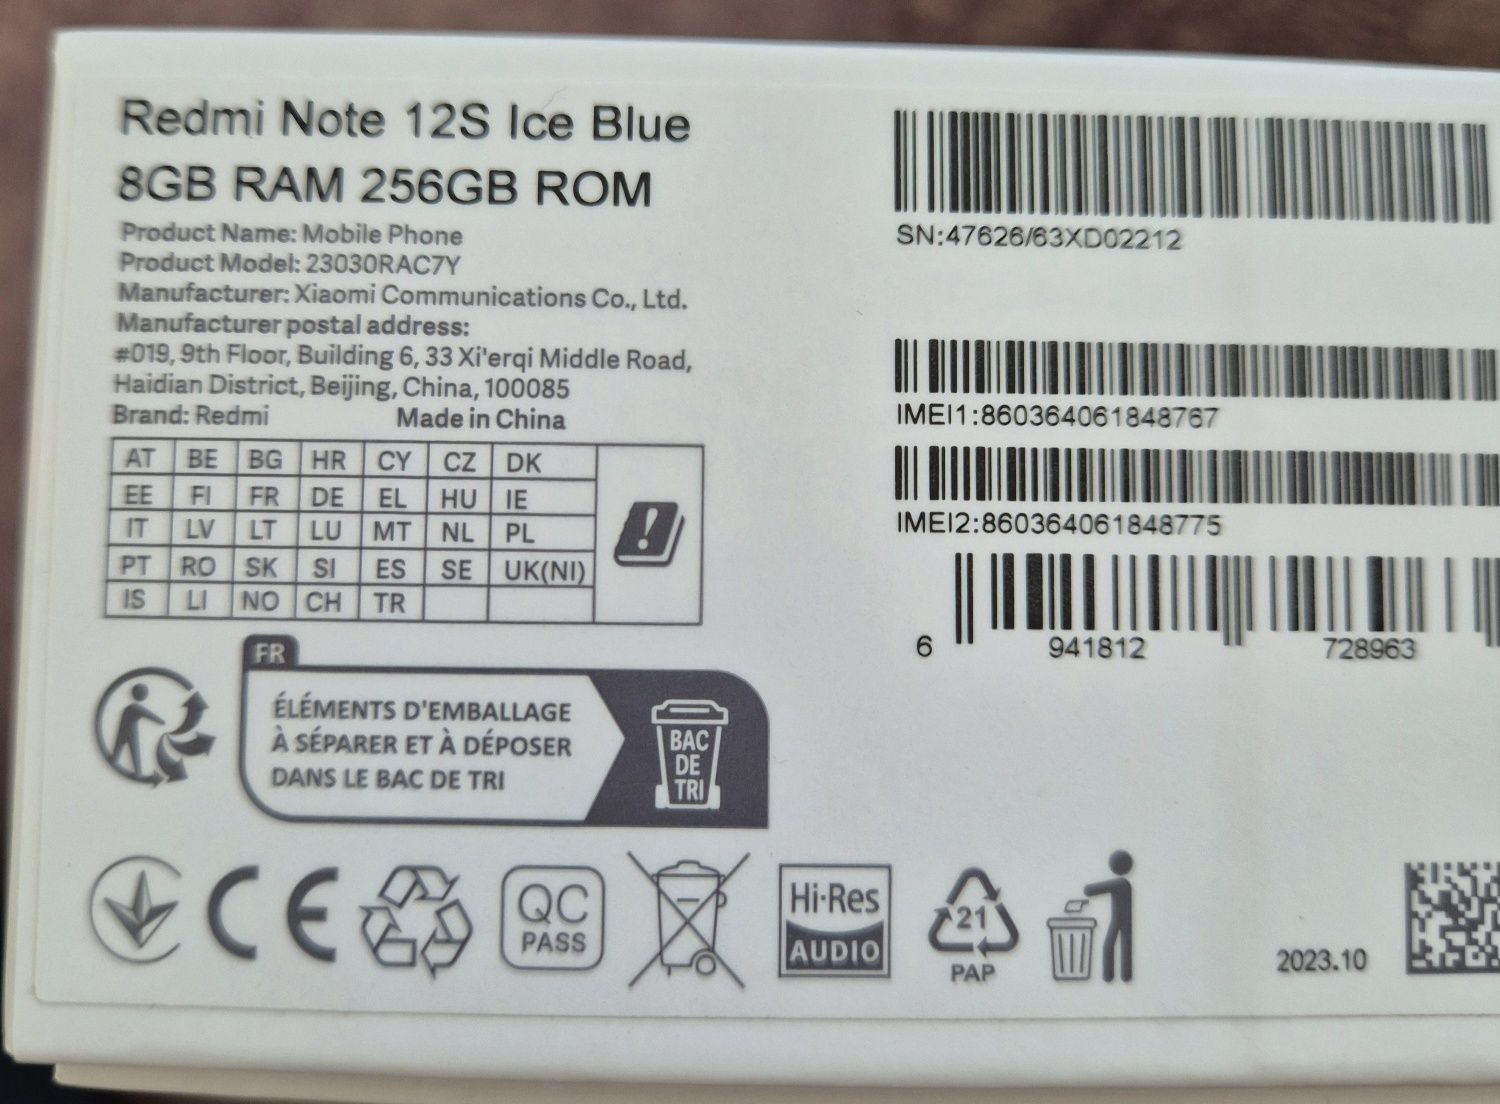 Redmi Note 12S Ice Blue
8GB RAM 256GB ROM
Product Name: Mobile Phone
Product Model: 23030RAC7Y
Manufacturer: Xiaomi Communications Co., Ltd.
Manufacturer postal address:
#019, 9th Floor, Building 6, 33 Xi'erqi Middle Road,
Haidian District, Beijing, China, 100085
Brand: Redmi Made in China
AT BE BG HR CY CZ DK
EE FI FR DE EL HU IE
IT LV LT LU MT NL PL
PT RO SK SI ES SE UK(NI)
IS LI NO CH TR
FR
ÉLÉMENTS D'EMBALLAGE
À SÉPARER ET À DÉPOSER
DANS LE BAC DE TRI
BAC
DE
TRI
CE
QC
PASS
Hi-Res
AUDIO
21
PAP
SN:47626/63XD02212
IMEI1:860364061848767
IMEI2:860364061848775
6 941812 728963
2023.10